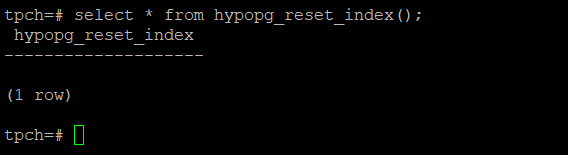 tpch=# select * from hypopg_reset_index();
 hypopg_reset_index
--------------------

(1 row)

tpch=#